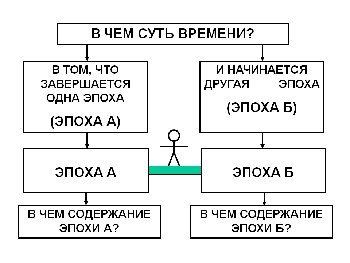 В ЧЕМ СУТЬ ВРЕМЕНИ?
В ТОМ, ЧТО
ЗАВЕРШАЕТСЯ
ОДНА ЭПОХА
(ЭПОХА А)
И НАЧИНАЕТСЯ
ДРУГАЯ ЭПОХА
(ЭПОХА Б)
ЭПОХА А
ЭПОХА Б
В ЧЕМ СОДЕРЖАНИЕ
ЭПОХИ А?
В ЧЕМ СОДЕРЖАНИЕ
ЭПОХИ Б?